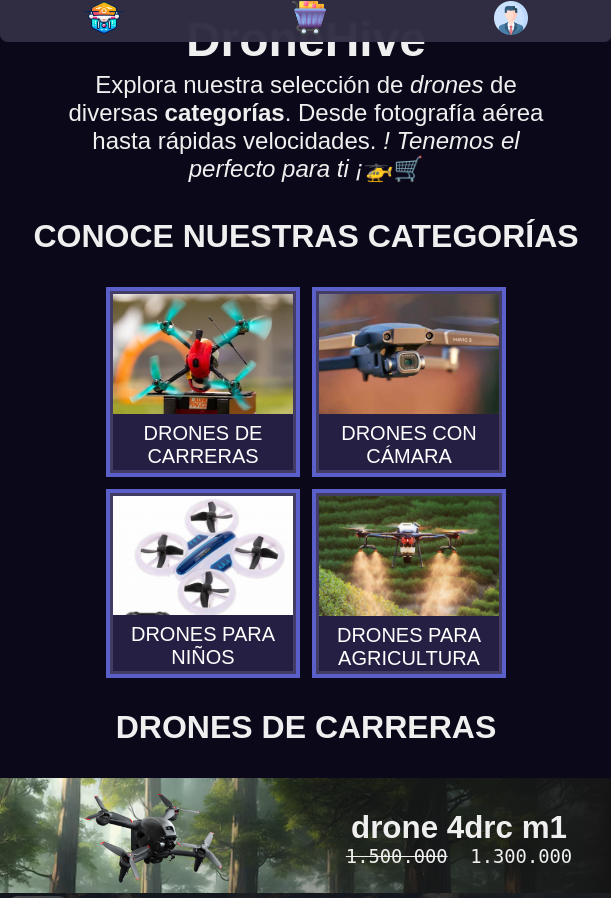 DroneHive
Explora nuestra selección de drones de
diversas categorías. Desde fotografía aérea
hasta rápidas velocidades. ! Tenemos el
perfecto para ti ¡🚁🛒
CONOCE NUESTRAS CATEGORÍAS
DRONES DE
CARRERAS
DRONES CON
CÁMARA
DRONES PARA
NIÑOS
DRONES PARA
AGRICULTURA
DRONES DE CARRERAS
drone 4drc m1
1.500.000 1.300.000